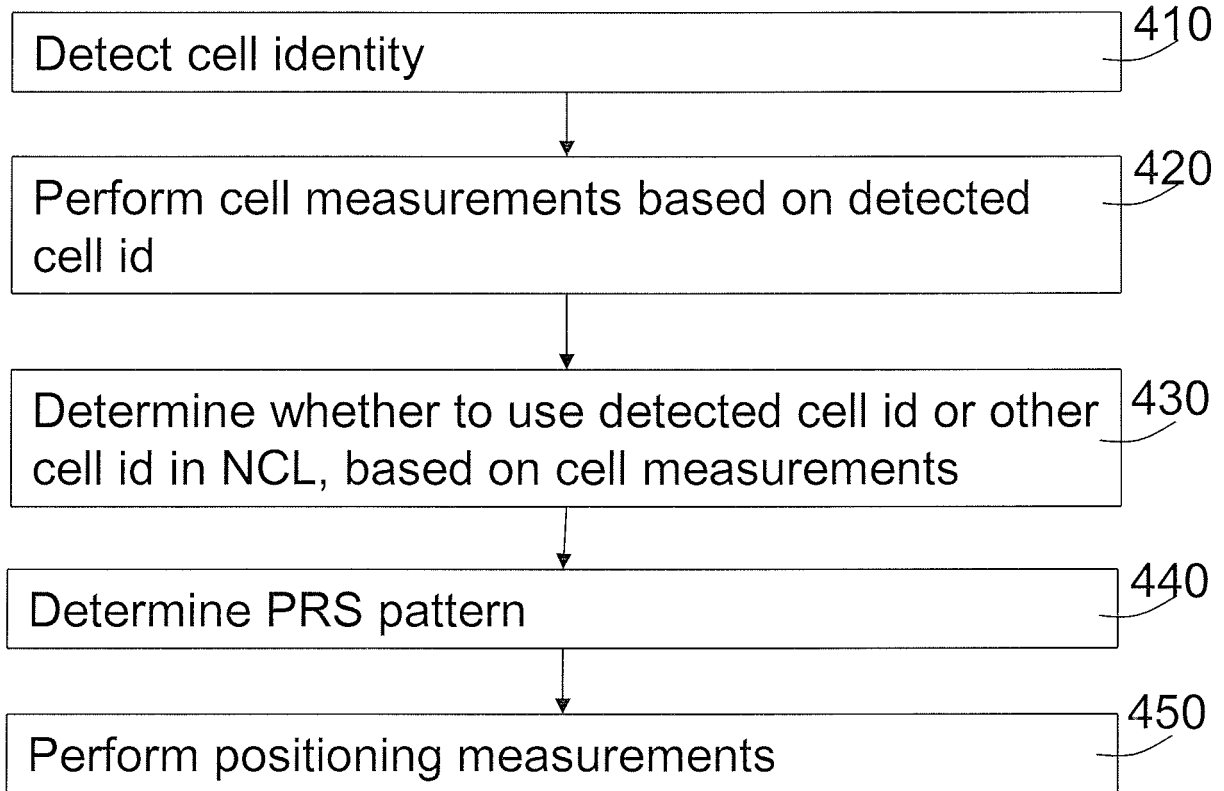 410
Detect cell identity
420
Perform cell measurements based on detected
cell id
430
Determine whether to use detected cell id or other
cell id in NCL, based on cell measurements
440
Determine PRS pattern
450
Perform positioning measurements